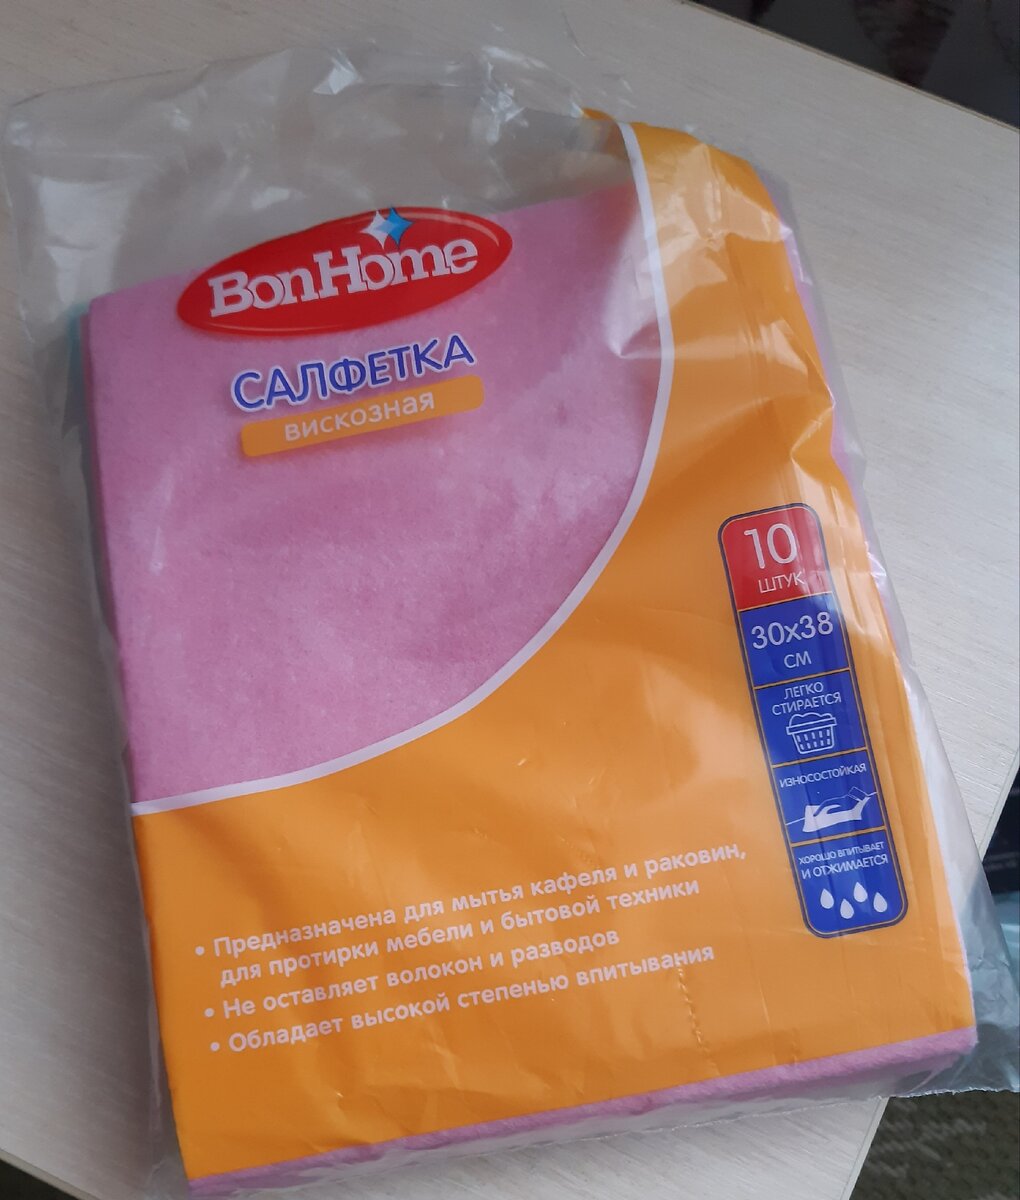 BonHome
САЛФЕТКА
вискозная
10
ШТУК
30х38
СМ
ЛЕГКО
СТИРАЕТСЯ
ИЗНОСОСТОЙКАЯ
ХОРОШО ВПИТЫВАЕТ
И ОТЖИМАЕТСЯ
• Предназначена для мытья кафеля и раковин,
для протирки мебели и бытовой техники
• Не оставляет волокон и разводов
• Обладает высокой степенью впитывания